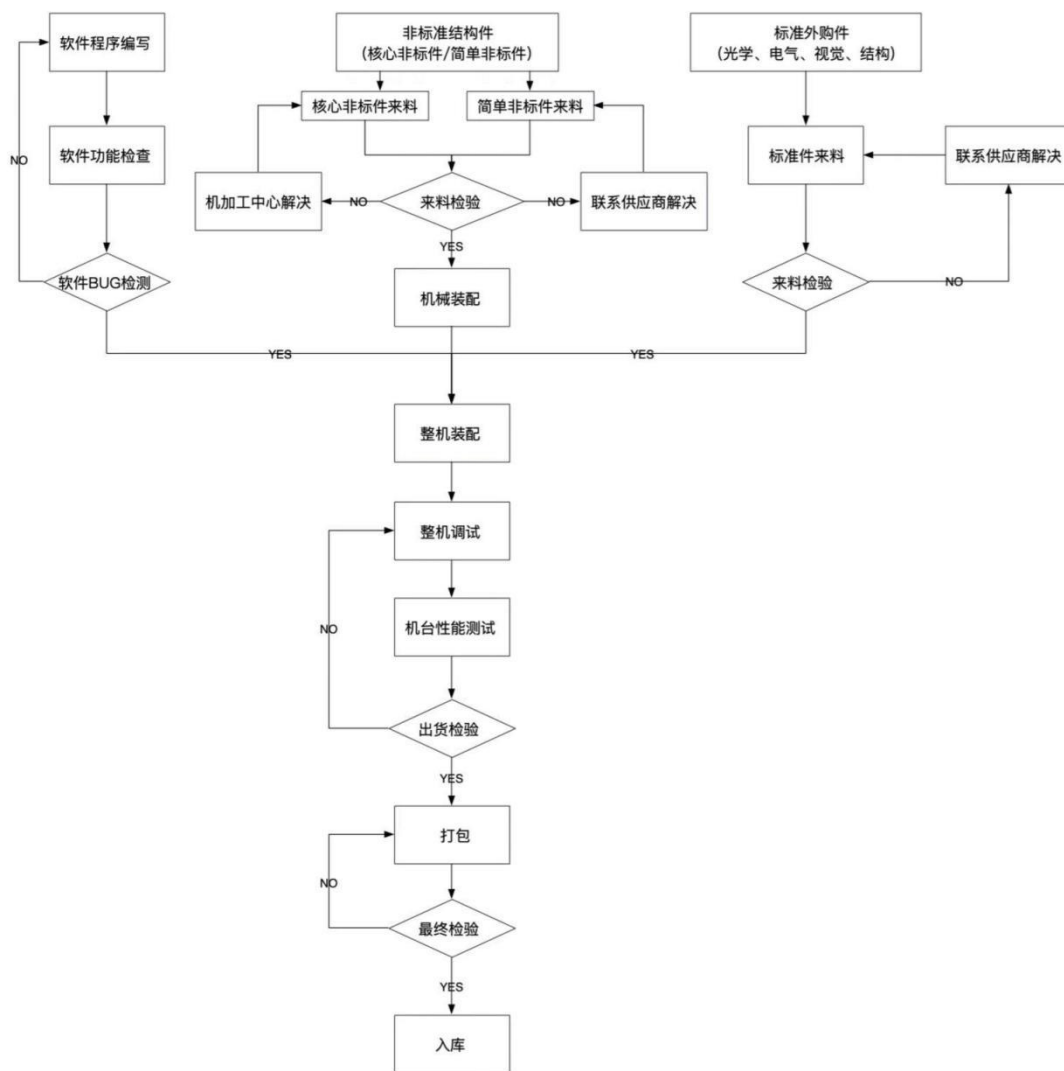 软件程序编写
非标准结构件
（核心非标件/简单非标件）
标准外购件
（光学、电气、视觉、结构）
核心非标件来料
简单非标件来料
软件功能检查
标准件来料
联系供应商解决
NO
机加工中心解决
NO
来料检验
NO
联系供应商解决
YES
软件BUG检测
机械装配
来料检验
NO
YES
YES
整机装配
整机调试
NO
机台性能测试
出货检验
YES
打包
NO
最终检验
YES
入库